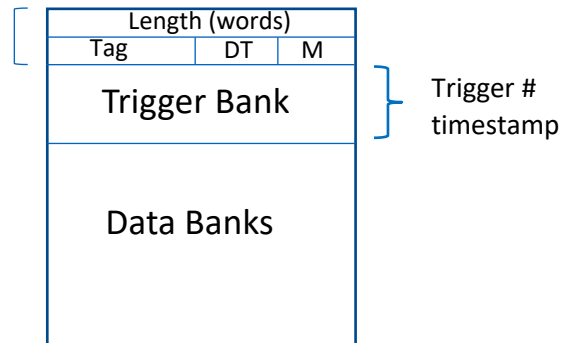 Length (words)
Tag DT M
Trigger Bank
Trigger #
timestamp
Data Banks